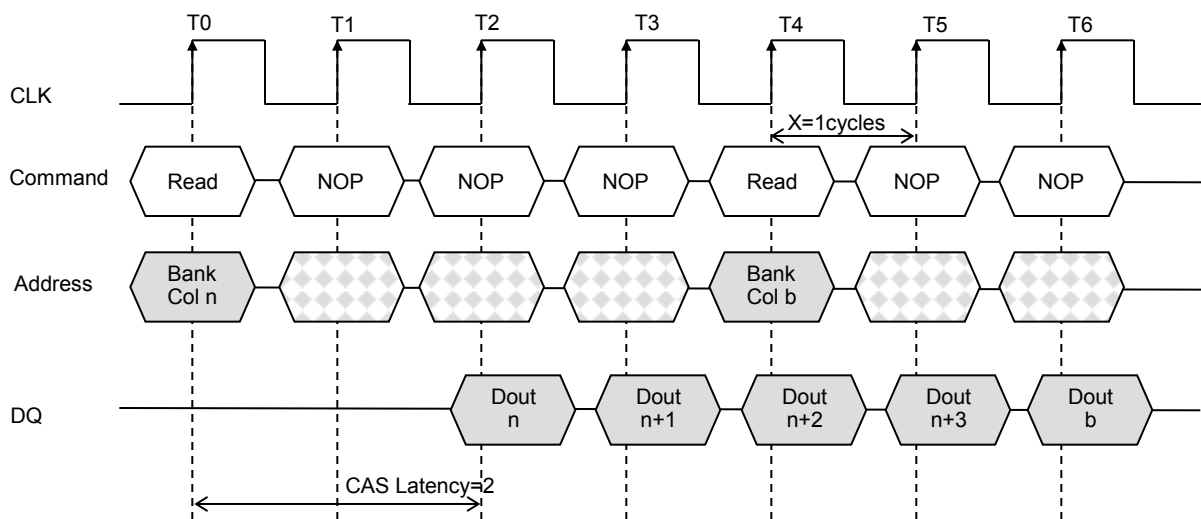 T0 T1 T2 T3 T4 T5 T6
CLK
X=1cycles
Command Read NOP NOP NOP Read NOP NOP
Address
Bank
Col n
Bank
Col b
DQ
Dout
n
Dout
n+1
Dout
n+2
Dout
n+3
Dout
b
CAS Latency=2